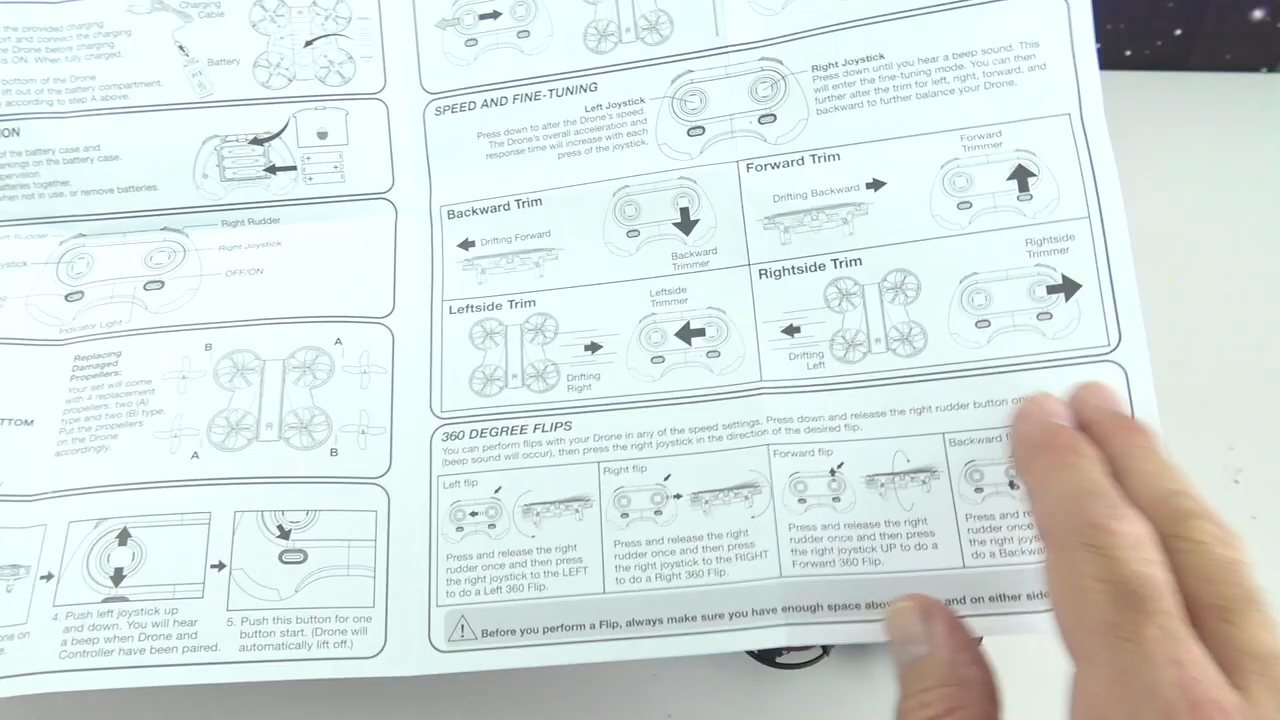 Charging
Cable
the provided charging
and connect the charging
Drone before charging.
is ON. When fully charged,
Battery
bottom of the Drone
lift out of the battery compartment.
according to step A above.
ON
of the battery case and
markings on the battery case.
batteries together.
when not in use, or remove batteries.
Right Rudder
Right Joystick
OFF/ON
Indicator Light
Replacing
Damaged
Propellers:
Your set will come
with 4 replacement
propellers, two (A)
type and two (B) type.
Put the propellers
on the Drone
accordingly.
B
A
A
B
4. Push left joystick up
and down. You will hear
a beep when Drone and
Controller have been paired.
5. Push this button for one
button start. (Drone will
automatically lift off.)
SPEED AND FINE-TUNING
Left Joystick
Press down to alter the Drone's speed.
The Drone's overall acceleration and
response time will increase with each
press of the joystick.
Right Joystick
Press down until you hear a beep sound. This
will enter the fine-tuning mode. You can then
further alter the trim for left, right, forward, and
backward to further balance your Drone.
Backward Trim
Drifting Forward
Backward
Trimmer
Forward Trim
Drifting Backward
Forward
Trimmer
Leftside Trim
Drifting
Right
Leftside
Trimmer
Rightside Trim
Drifting
Left
Rightside
Trimmer
360 DEGREE FLIPS
You can perform flips with your Drone in any of the speed settings. Press down and release the right rudder button
(beep sound will occur), then press the right joystick in the direction of the desired flip.
Left flip
Press and release the right
rudder once and then press
the right joystick to the LEFT
to do a Left 360 Flip.
Right flip
Press and release the right
rudder once and then press
the right joystick to the RIGHT
to do a Right 360 Flip.
Forward flip
Press and release the right
rudder once and then press
the right joystick UP to do a
Forward 360 Flip.
Backward
Press and
rudder once
the right
do a
Before you perform a Flip, always make sure you have enough space and on either side